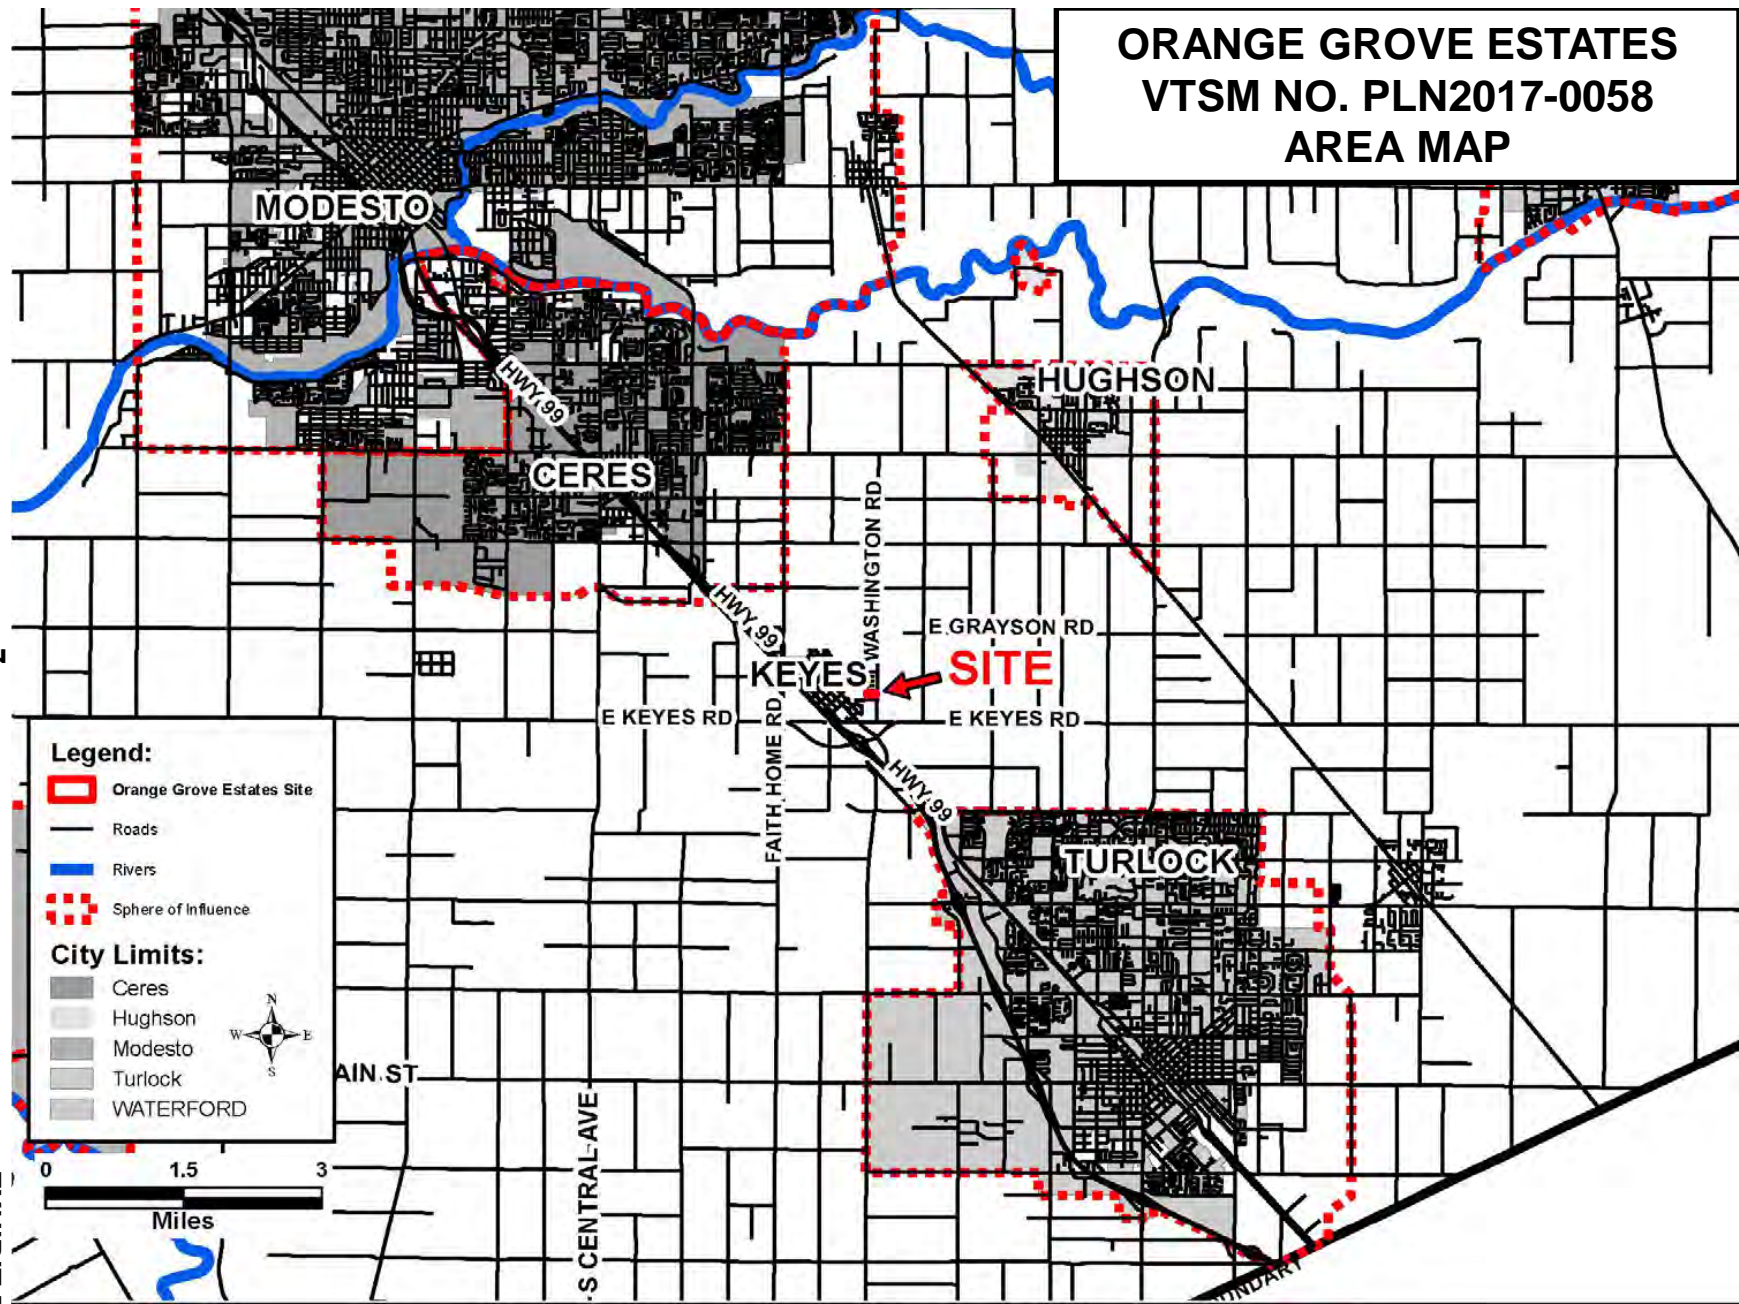 ORANGE GROVE ESTATES
VTSM NO. PLN2017-0058
AREA MAP
MODESTO
HWY 99
HUGHSON
CERES
WASHINGTON RD
HWY 99
E GRAYSON RD
KEYES
SITE
E KEYES RD
E KEYES RD
FAITH HOME RD
HWY 99
TURLOCK
Legend:
Orange Grove Estates Site
Roads
Rivers
Sphere of Influence
City Limits:
Ceres
Hughson
Modesto
Turlock
WATERFORD
N
W
E
S
AIN ST
S CENTRAL AVE
0 1.5 3
Miles
UNDARY